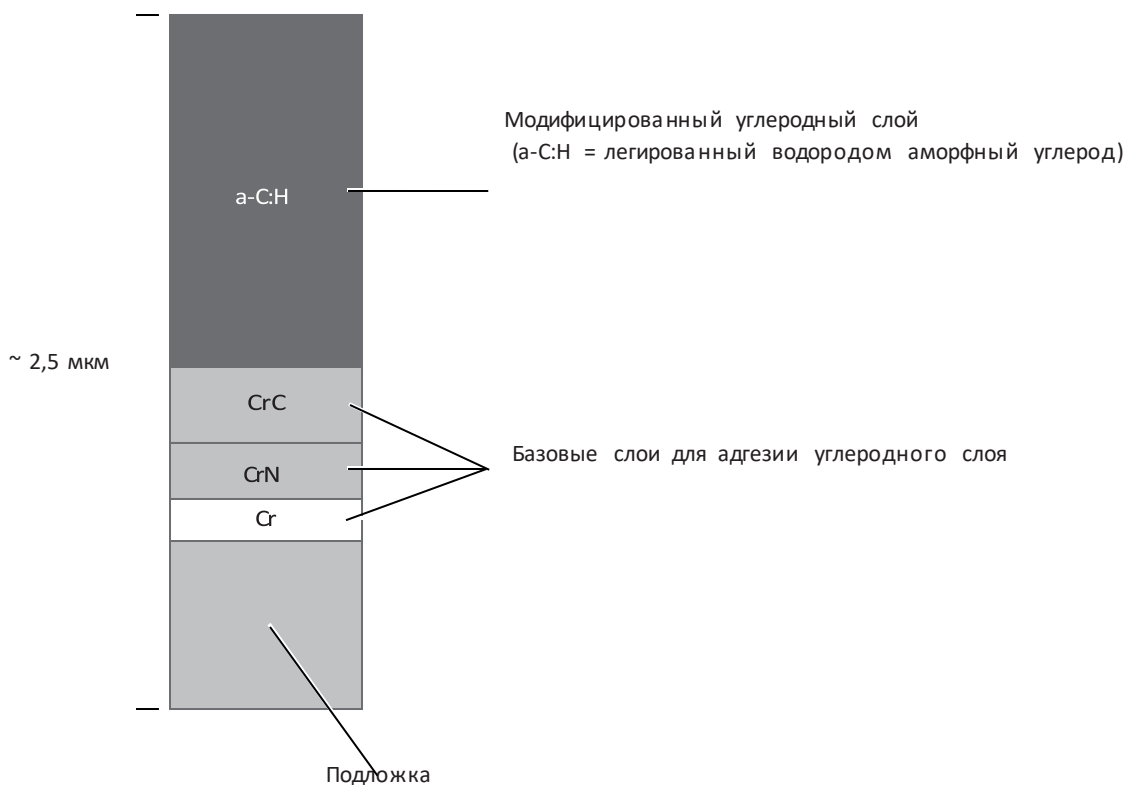 Модифицированный углеродный слой
(a-C:H = легированный водородом аморфный углерод)
a-C:H
~ 2,5 мкм
CrC
Базовые слои для адгезии углеродного слоя
CrN
Cr
Подложка